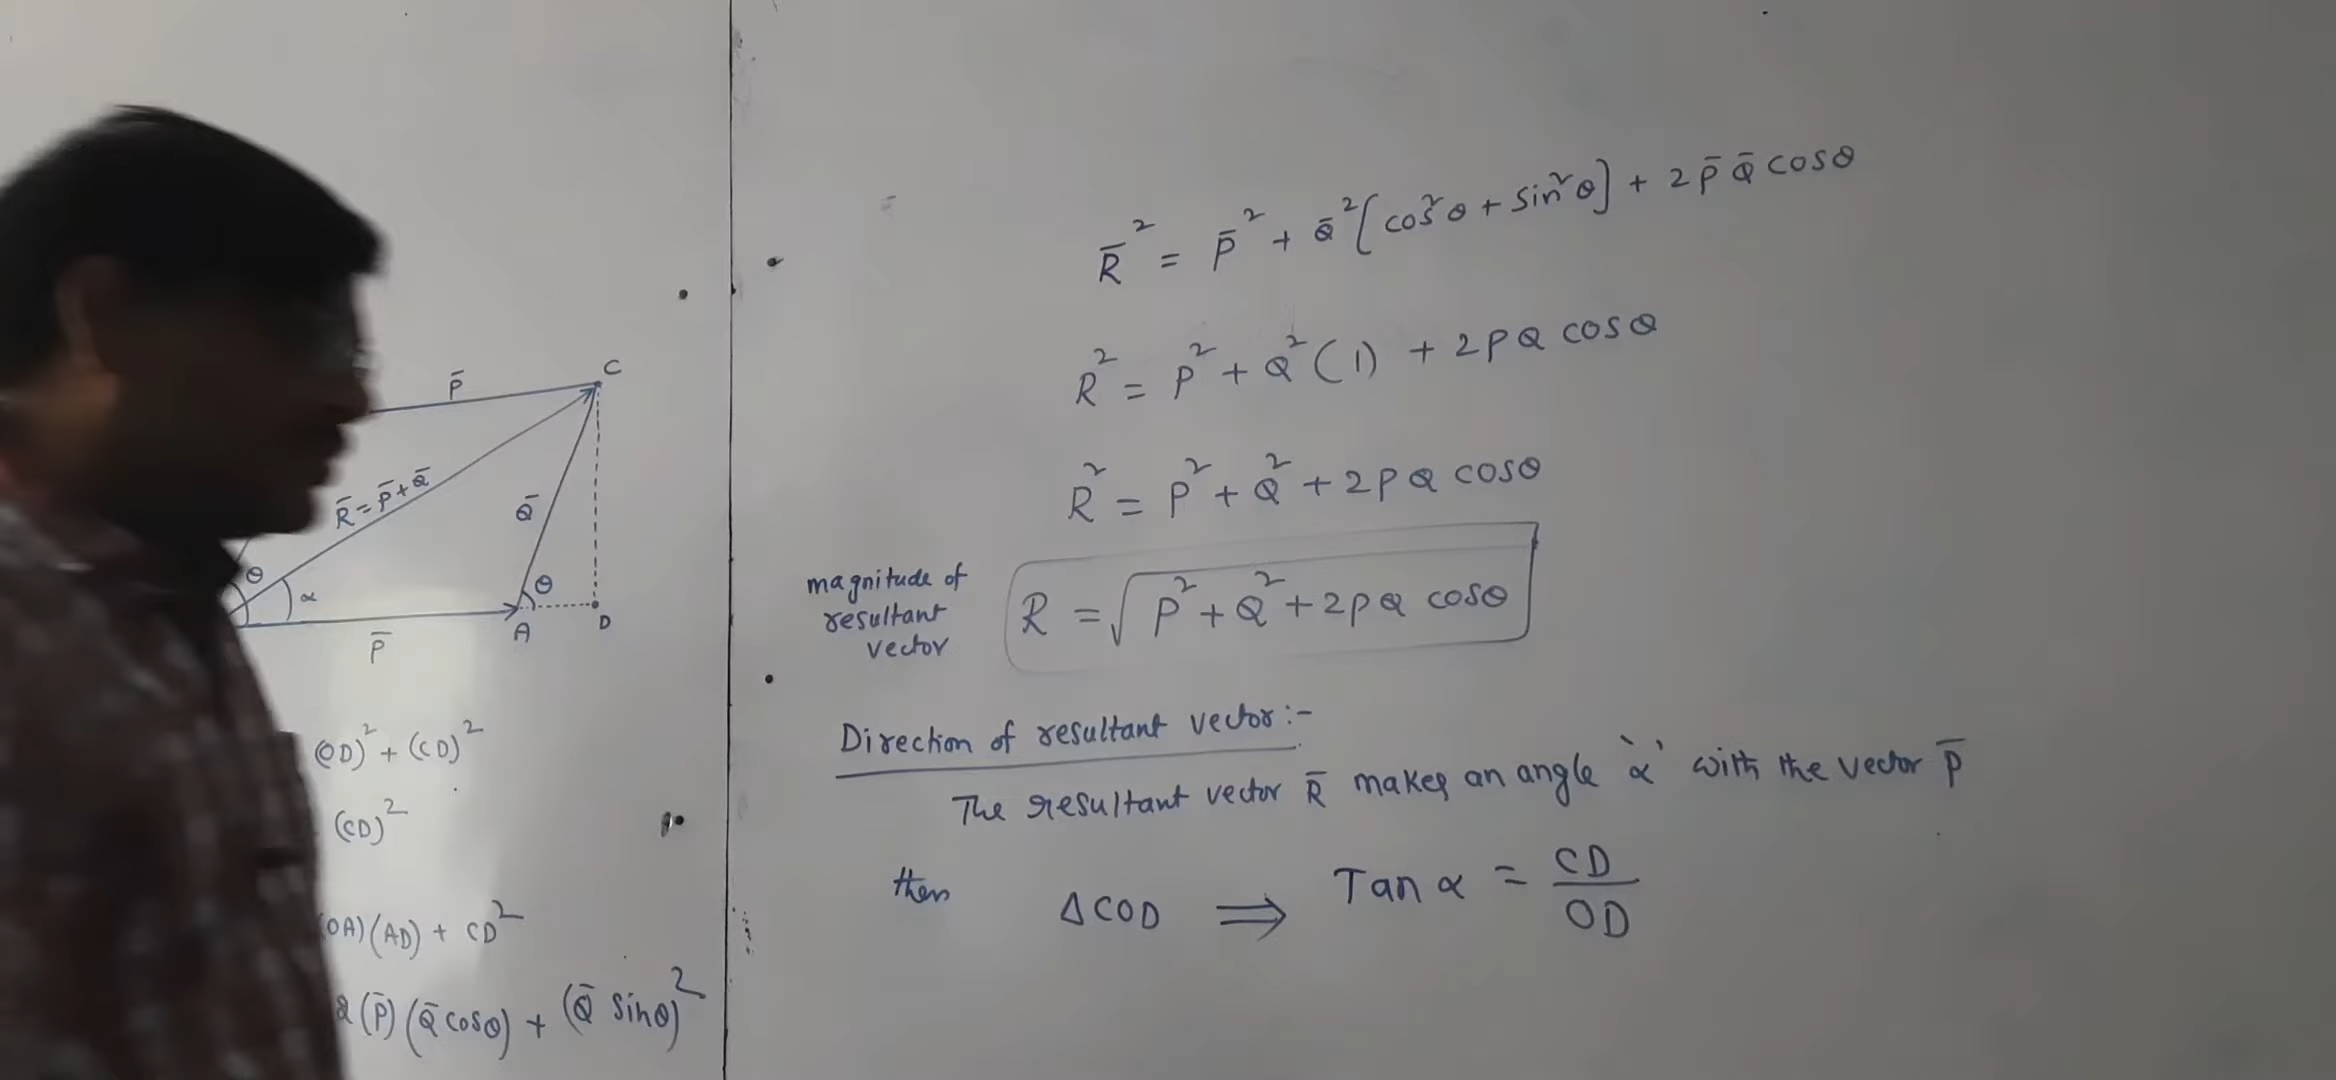 P̄
C
R̄ = P̄ + Q̄
Q̄
θ
α
θ
P̄
A
D
(OD)² + (CD)²
(CD)²
(OA)(AD) + CD²
2(P̄)(Q̄ cosθ) + (Q̄ sinθ)²
R̄² = P̄² + Q̄² [cos²θ + sin²θ] + 2P̄ Q̄ cosθ
R² = P² + Q² (1) + 2PQ cosθ
R² = P² + Q² + 2PQ cosθ
magnitude of
resultant
vector
R = √P² + Q² + 2PQ cosθ
Direction of resultant vector :-
The resultant vector R̄ makes an angle `α' with the vector P̄
then ΔCOD ⟹ Tan α = CD/OD